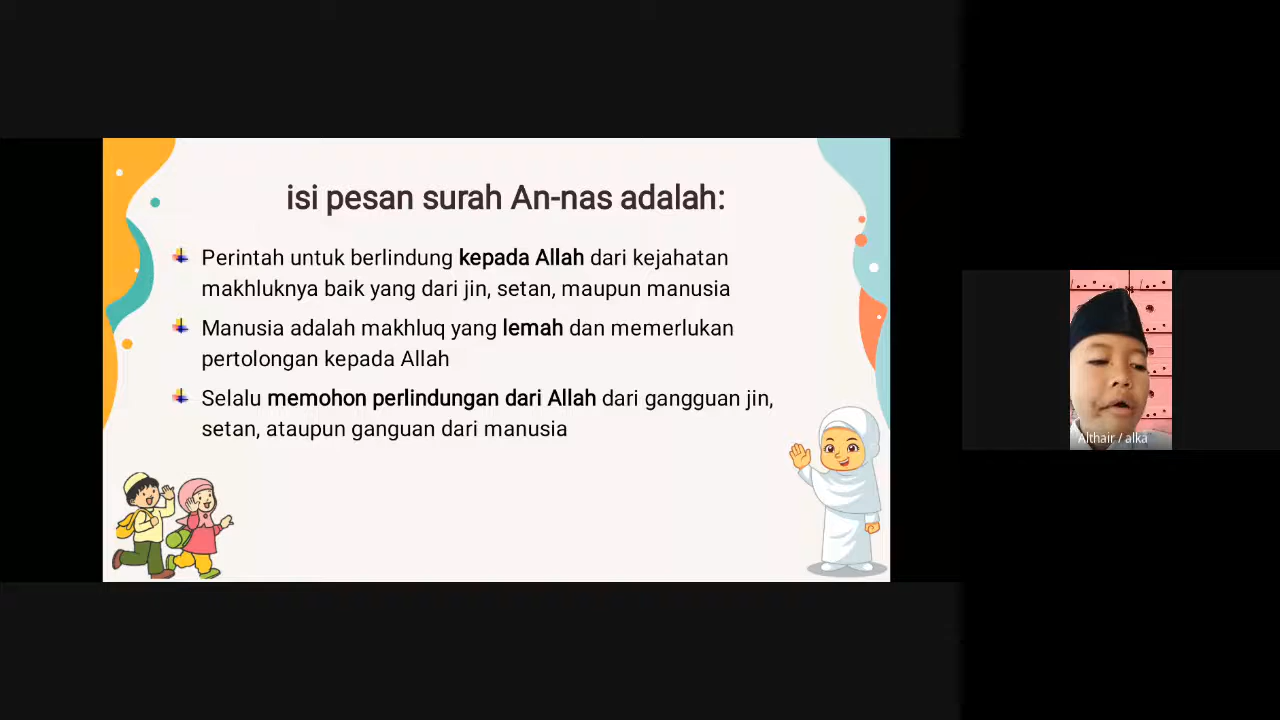 isi pesan surah An-nas adalah:
Perintah untuk berlindung kepada Allah dari kejahatan
makhluknya baik yang dari jin, setan, maupun manusia
Manusia adalah makhluq yang lemah dan memerlukan
pertolongan kepada Allah
Selalu memohon perlindungan dari Allah dari gangguan jin,
setan, ataupun ganguan dari manusia
Althair / alka